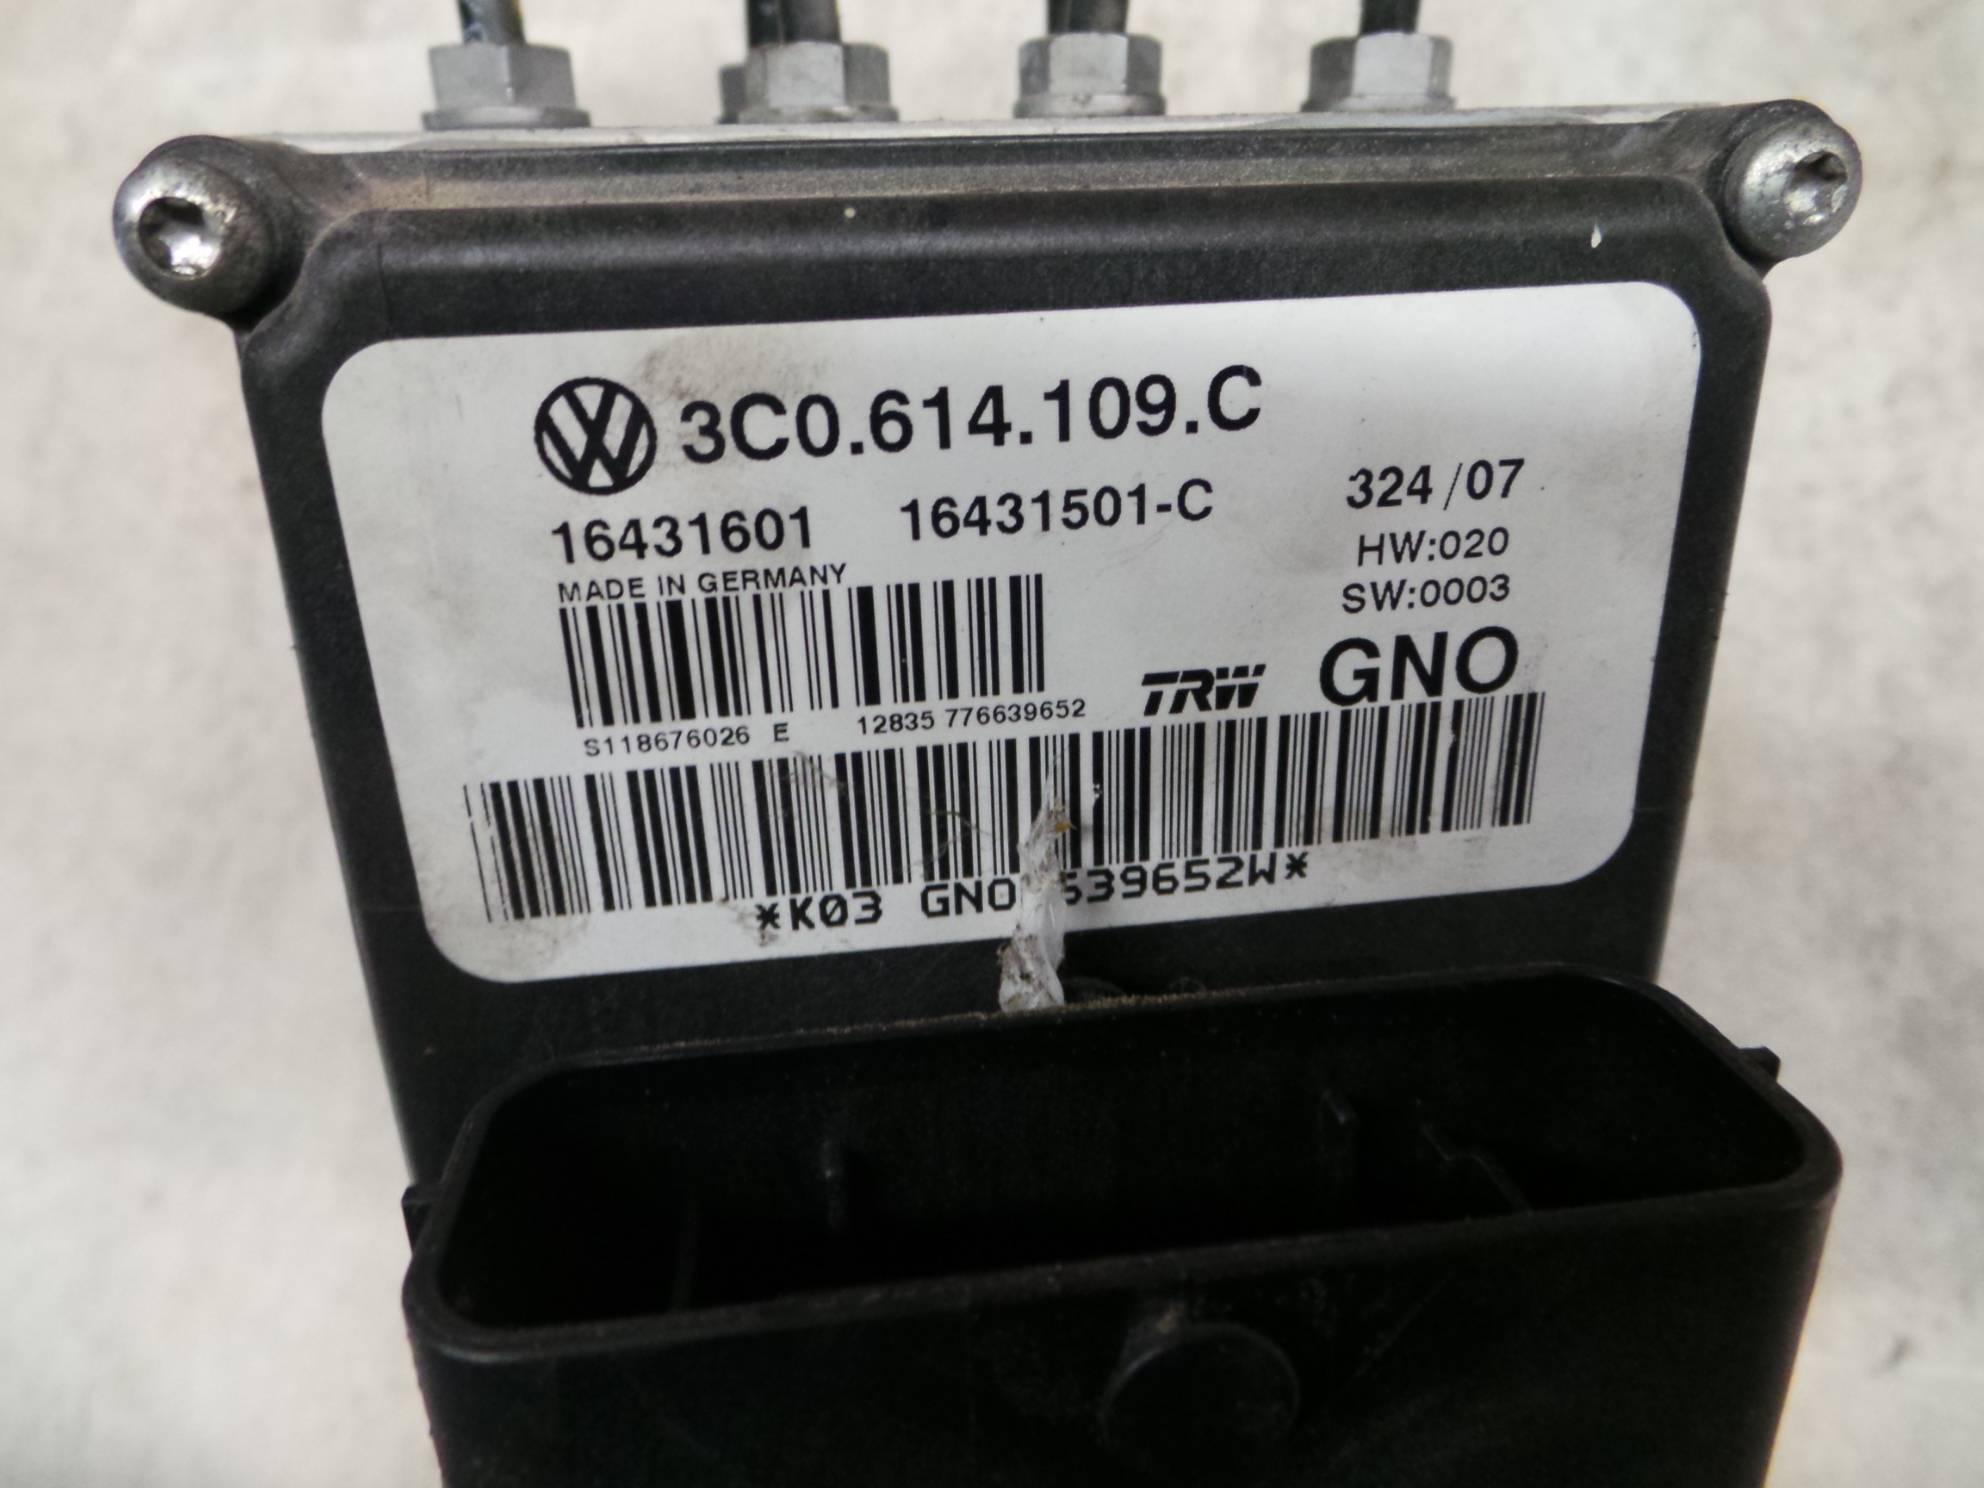 3C0.614.109.C
16431601 16431501-C 324/07
MADE IN GERMANY HW:020
SW:0003
TRW GNO
S118676026 E 12835 776639652
*K03 GNO 639652W*